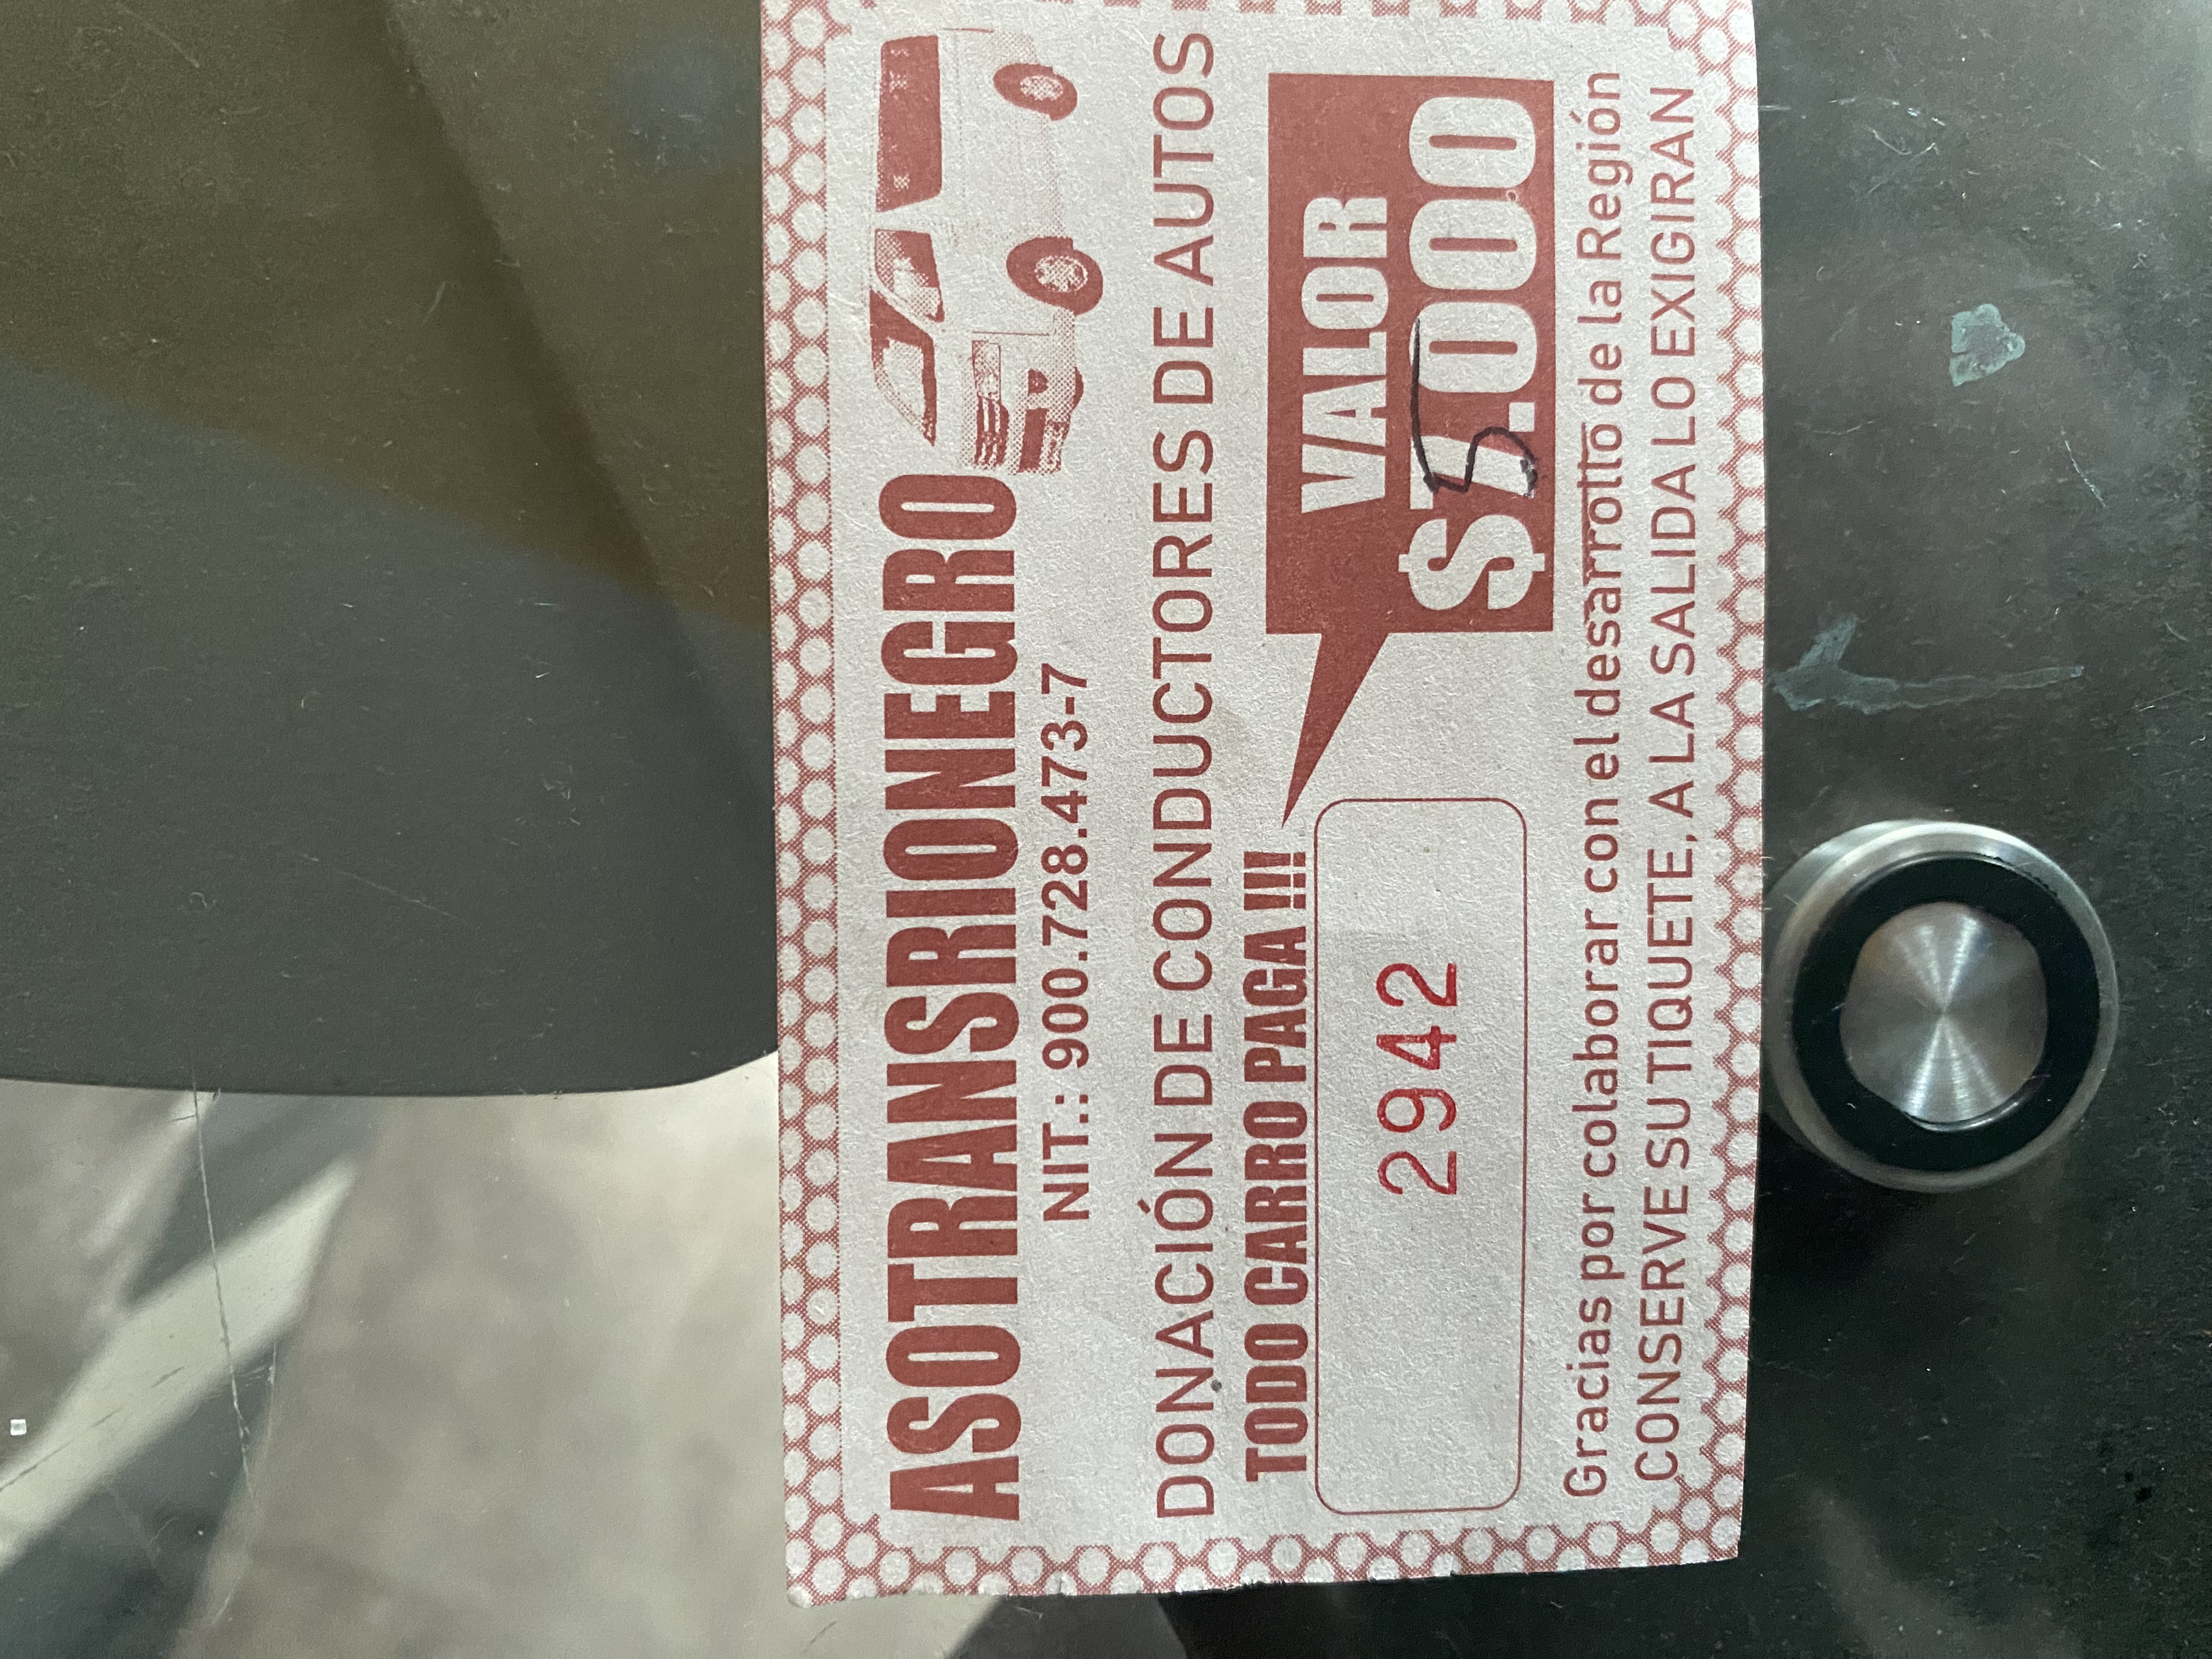 ASOTRANSRIONEGRO
NIT.: 900.728.473-7
DONACIÓN DE CONDUCTORES DE AUTOS
TODO CARRO PAGA !!!
VALOR
$5.000
2942
Gracias por colaborar con el desarrollo de la Región
CONSERVE SU TIQUETE, A LA SALIDA LO EXIGIRAN